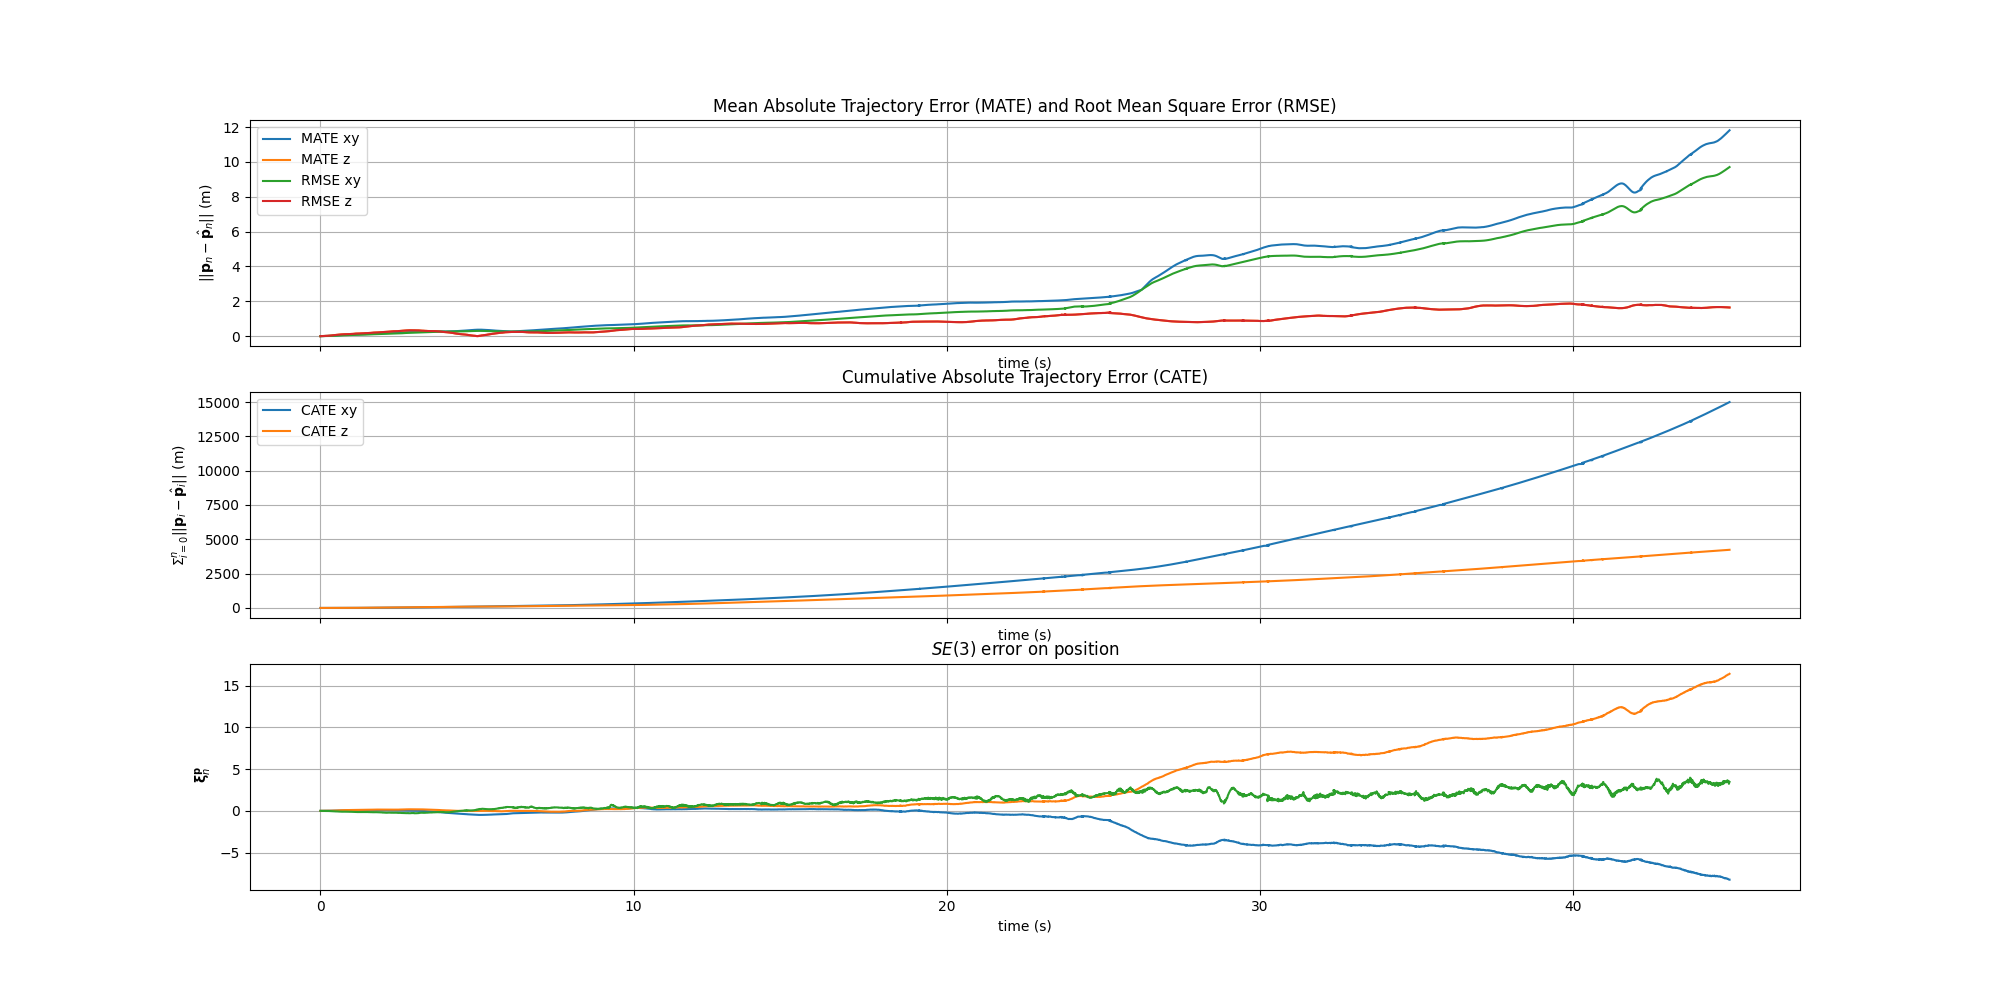 Mean Absolute Trajectory Error (MATE) and Root Mean Square Error (RMSE)
12
10
8
6
4
2
0
||𝐩ₙ − 𝐩̂ₙ|| (m)
MATE xy
MATE z
RMSE xy
RMSE z
time (s)
Cumulative Absolute Trajectory Error (CATE)
15000
12500
10000
7500
5000
2500
0
Σⁿᵢ₌₀||𝐩ᵢ − 𝐩̂ᵢ|| (m)
CATE xy
CATE z
time (s)
SE(3) error on position
15
10
5
0
−5
𝛏ₙᵖ
0 10 20 30 40
time (s)